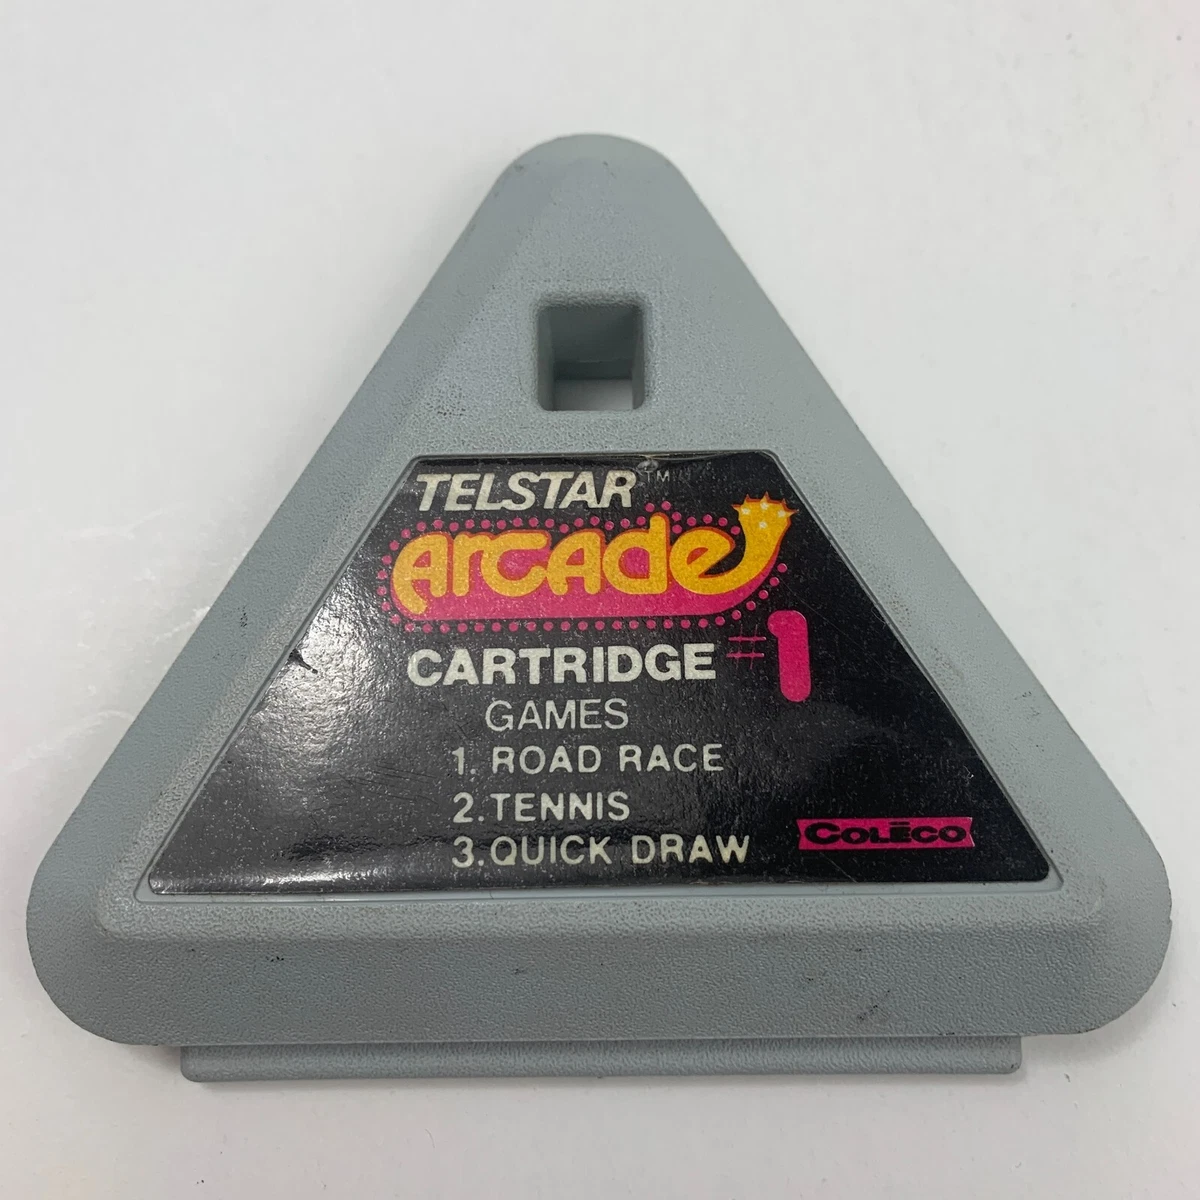 TELSTAR™
arcade
CARTRIDGE #1
GAMES
1. ROAD RACE
2. TENNIS
3. QUICK DRAW
COLECO